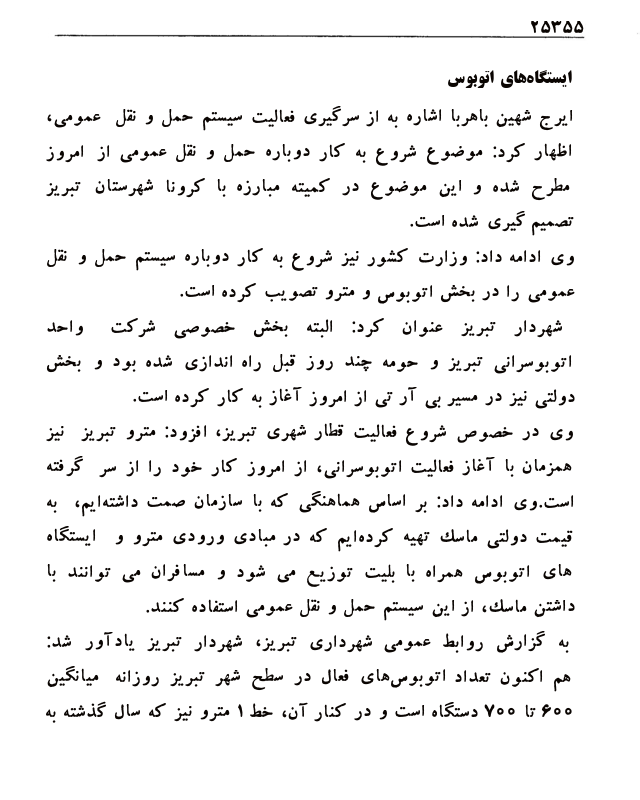 ۲۵۳۵۵
ایستگاه‌های اتوبوس
ایرج شهین باهربا اشاره به از سرگیری فعالیت سیستم حمل و نقل عمومی،
اظهار کرد: موضوع شروع به کار دوباره حمل و نقل عمومی از امروز
مطرح شده و این موضوع در کمیته مبارزه با کرونا شهرستان تبریز
تصمیم گیری شده است.
وی ادامه داد: وزارت کشور نیز شروع به کار دوباره سیستم حمل و نقل
عمومی را در بخش اتوبوس و مترو تصویب کرده است.
شهردار تبریز عنوان کرد: البته بخش خصوصی شرکت واحد
اتوبوسرانی تبریز و حومه چند روز قبل راه اندازی شده بود و بخش
دولتی نیز در مسیر بی آر تی از امروز آغاز به کار کرده است.
وی در خصوص شروع فعالیت قطار شهری تبریز، افزود: مترو تبریز نیز
همزمان با آغاز فعالیت اتوبوسرانی، از امروز کار خود را از سر گرفته
است.وی ادامه داد: بر اساس هماهنگی که با سازمان صمت داشته‌ایم، به
قیمت دولتی ماسک تهیه کرده‌ایم که در مبادی ورودی مترو و ایستگاه
های اتوبوس همراه با بلیت توزیع می شود و مسافران می توانند با
داشتن ماسک، از این سیستم حمل و نقل عمومی استفاده کنند.
به گزارش روابط عمومی شهرداری تبریز، شهردار تبریز یادآور شد:
هم اکنون تعداد اتوبوس‌های فعال در سطح شهر تبریز روزانه میانگین
۶۰۰ تا ۷۰۰ دستگاه است و در کنار آن، خط ۱ مترو نیز که سال گذشته به